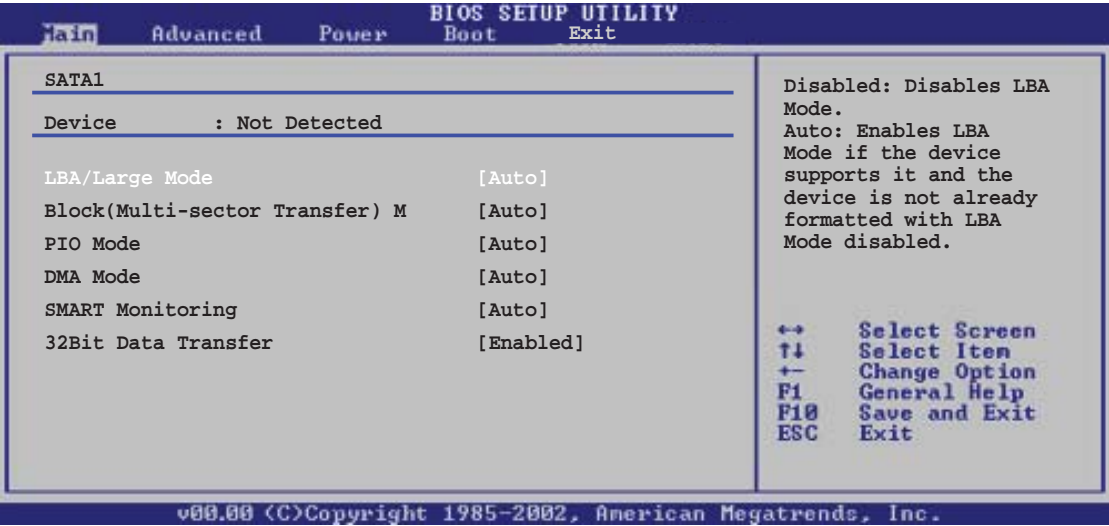 BIOS SETUP UTILITY
Main Advanced Power Boot Exit
SATA1
Device : Not Detected
LBA/Large Mode [Auto]
Block(Multi-sector Transfer) M [Auto]
PIO Mode [Auto]
DMA Mode [Auto]
SMART Monitoring [Auto]
32Bit Data Transfer [Enabled]
Disabled: Disables LBA
Mode.
Auto: Enables LBA
Mode if the device
supports it and the
device is not already
formatted with LBA
Mode disabled.
←→ Select Screen
↑↓ Select Item
+- Change Option
F1 General Help
F10 Save and Exit
ESC Exit
v00.00 (C)Copyright 1985-2002, American Megatrends, Inc.